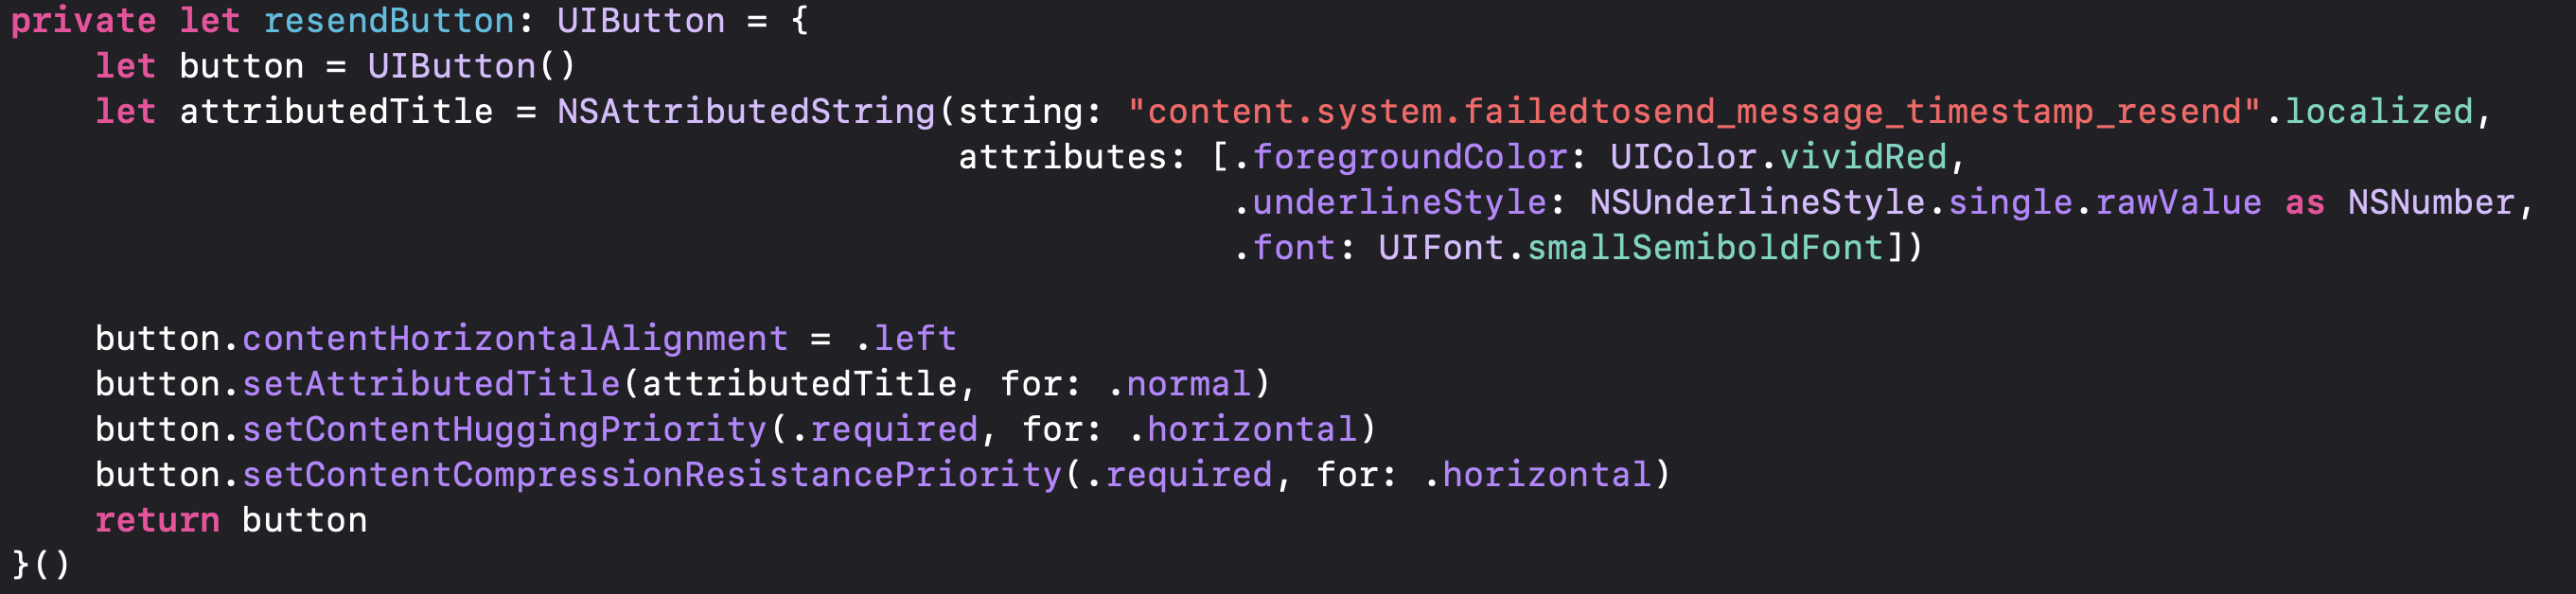 private let resendButton: UIButton = {
    let button = UIButton()
    let attributedTitle = NSAttributedString(string: "content.system.failedtosend_message_timestamp_resend".localized,
                                             attributes: [.foregroundColor: UIColor.vividRed,
                                                          .underlineStyle: NSUnderlineStyle.single.rawValue as NSNumber,
                                                          .font: UIFont.smallSemiboldFont])

    button.contentHorizontalAlignment = .left
    button.setAttributedTitle(attributedTitle, for: .normal)
    button.setContentHuggingPriority(.required, for: .horizontal)
    button.setContentCompressionResistancePriority(.required, for: .horizontal)
    return button
}()